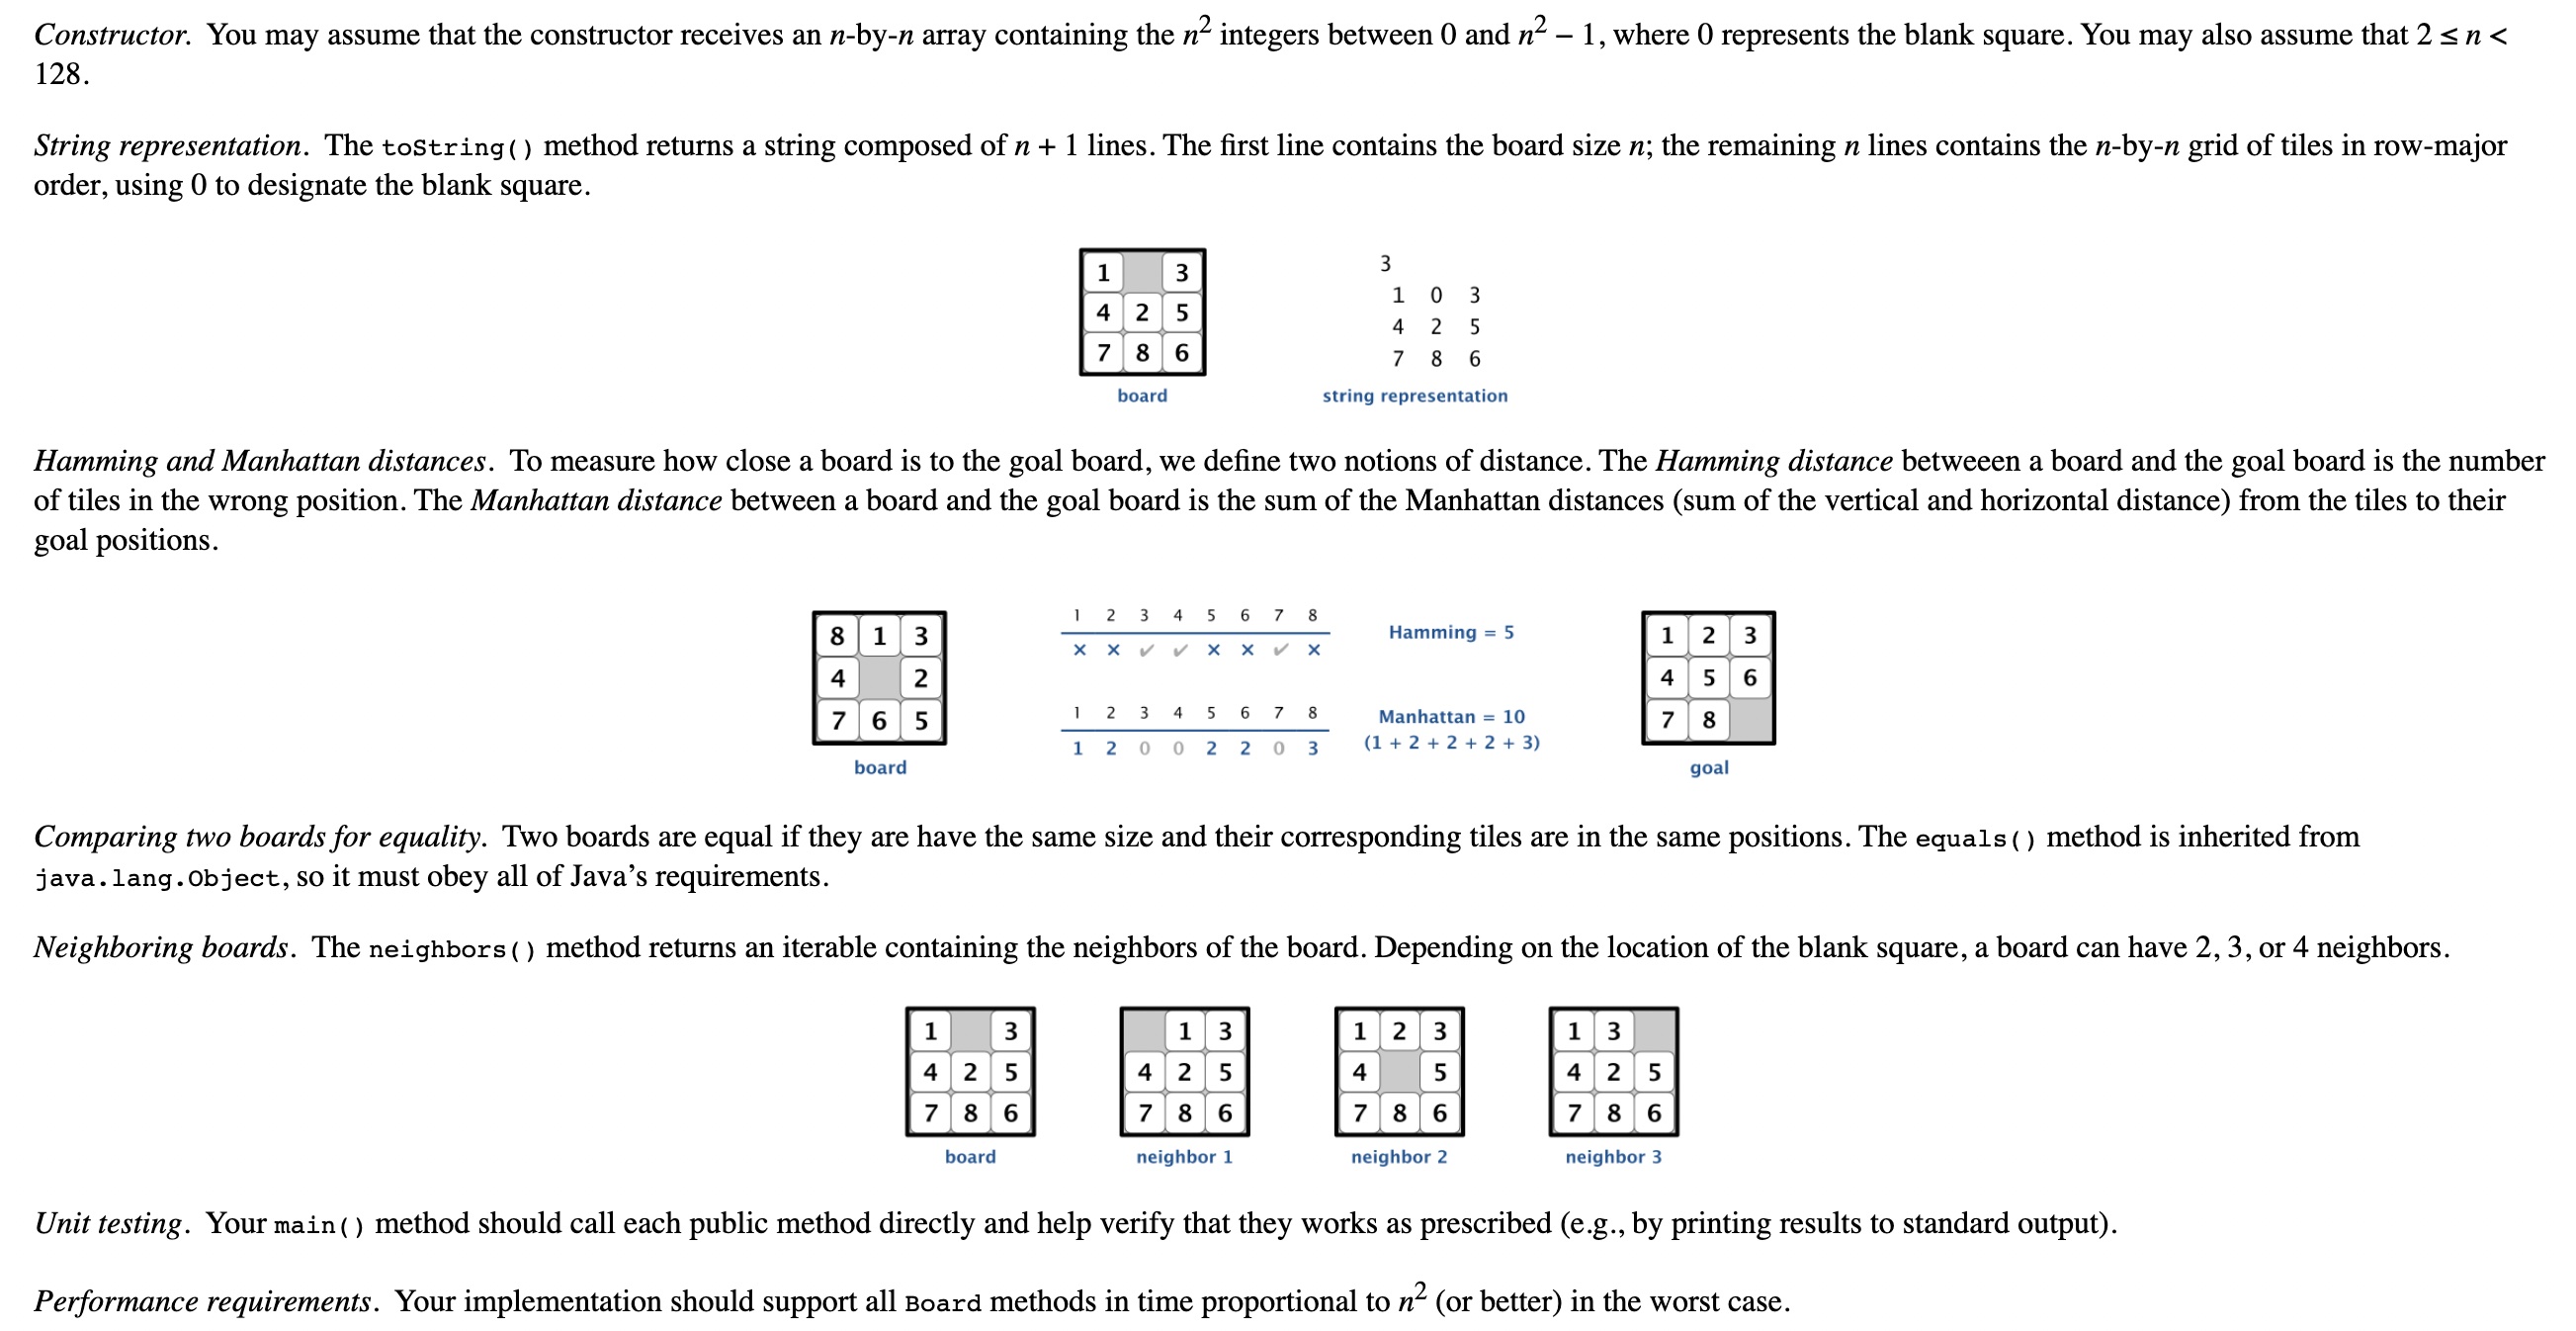 Constructor. You may assume that the constructor receives an n-by-n array containing the n² integers between 0 and n² − 1, where 0 represents the blank square. You may also assume that 2 ≤ n <
128.
String representation. The toString() method returns a string composed of n + 1 lines. The first line contains the board size n; the remaining n lines contains the n-by-n grid of tiles in row-major
order, using 0 to designate the blank square.
1 3
4 2 5
7 8 6
board
3
1 0 3
4 2 5
7 8 6
string representation
Hamming and Manhattan distances. To measure how close a board is to the goal board, we define two notions of distance. The Hamming distance betweeen a board and the goal board is the number
of tiles in the wrong position. The Manhattan distance between a board and the goal board is the sum of the Manhattan distances (sum of the vertical and horizontal distance) from the tiles to their
goal positions.
8 1 3
4 2
7 6 5
board
1 2 3 4 5 6 7 8
× × ✓ ✓ × × ✓ ×
Hamming = 5
1 2 3 4 5 6 7 8
1 2 0 0 2 2 0 3
Manhattan = 10
(1 + 2 + 2 + 2 + 3)
1 2 3
4 5 6
7 8
goal
Comparing two boards for equality. Two boards are equal if they are have the same size and their corresponding tiles are in the same positions. The equals() method is inherited from
java.lang.Object, so it must obey all of Java’s requirements.
Neighboring boards. The neighbors() method returns an iterable containing the neighbors of the board. Depending on the location of the blank square, a board can have 2, 3, or 4 neighbors.
1 3
4 2 5
7 8 6
board
1 3
4 2 5
7 8 6
neighbor 1
1 2 3
4 5
7 8 6
neighbor 2
1 3
4 2 5
7 8 6
neighbor 3
Unit testing. Your main() method should call each public method directly and help verify that they works as prescribed (e.g., by printing results to standard output).
Performance requirements. Your implementation should support all Board methods in time proportional to n² (or better) in the worst case.